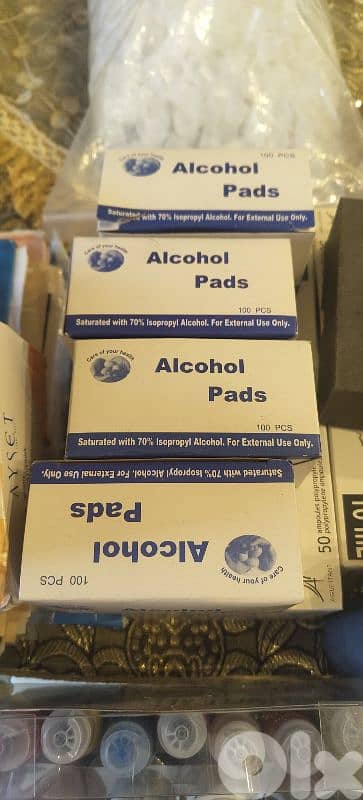 Care of your health
100 PCS
Alcohol
Pads
Saturated with 70% Isopropyl Alcohol. For External Use Only.
Care of your health
Alcohol
Pads
100 PCS
Saturated with 70% Isopropyl Alcohol. For External Use Only.
Care of your health
Alcohol
Pads
100 PCS
Saturated with 70% Isopropyl Alcohol. For External Use Only.
Care of your health
Alcohol
Pads
100 PCS
Saturated with 70% Isopropyl Alcohol. For External Use Only.
50
olx